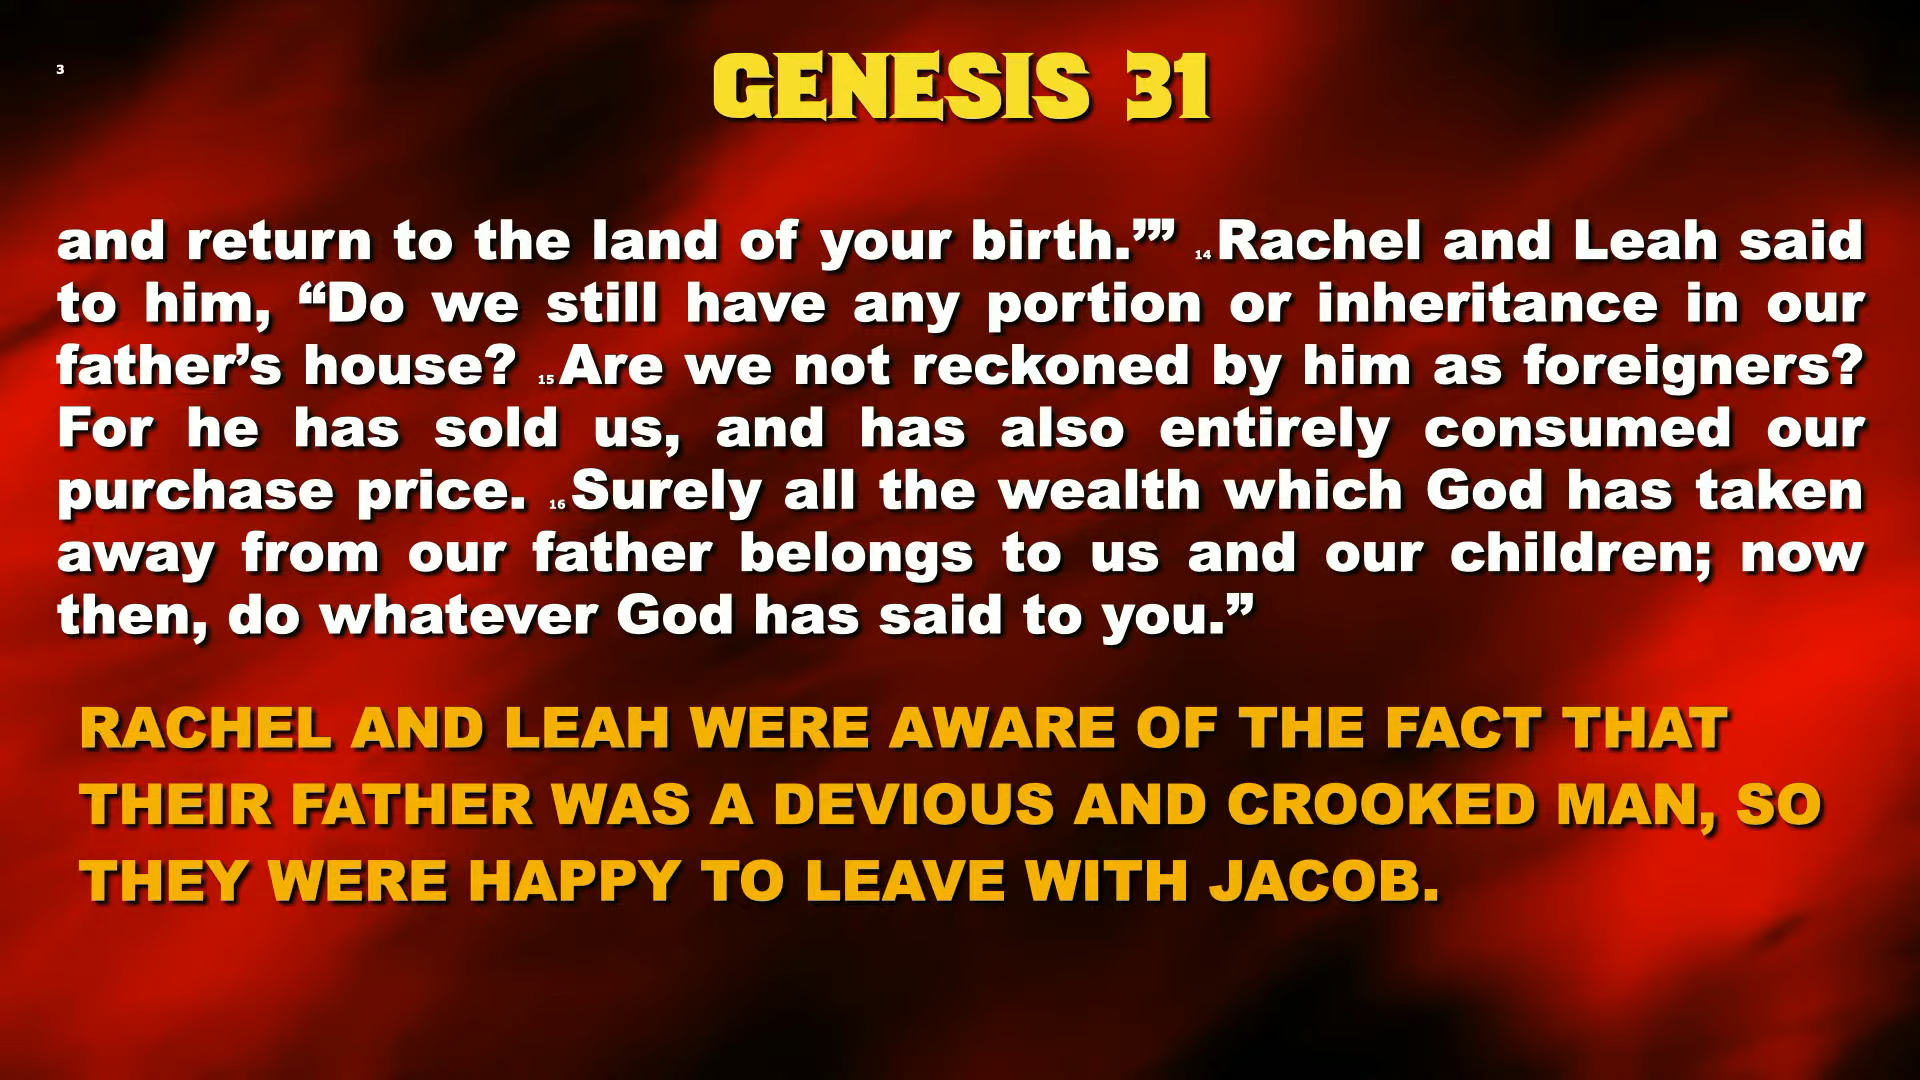 3
GENESIS 31
and return to the land of your birth.’”’ 14 Rachel and Leah said
to him, “Do we still have any portion or inheritance in our
father’s house? 15 Are we not reckoned by him as foreigners?
For he has sold us, and has also entirely consumed our
purchase price. 16 Surely all the wealth which God has taken
away from our father belongs to us and our children; now
then, do whatever God has said to you.”
RACHEL AND LEAH WERE AWARE OF THE FACT THAT
THEIR FATHER WAS A DEVIOUS AND CROOKED MAN, SO
THEY WERE HAPPY TO LEAVE WITH JACOB.